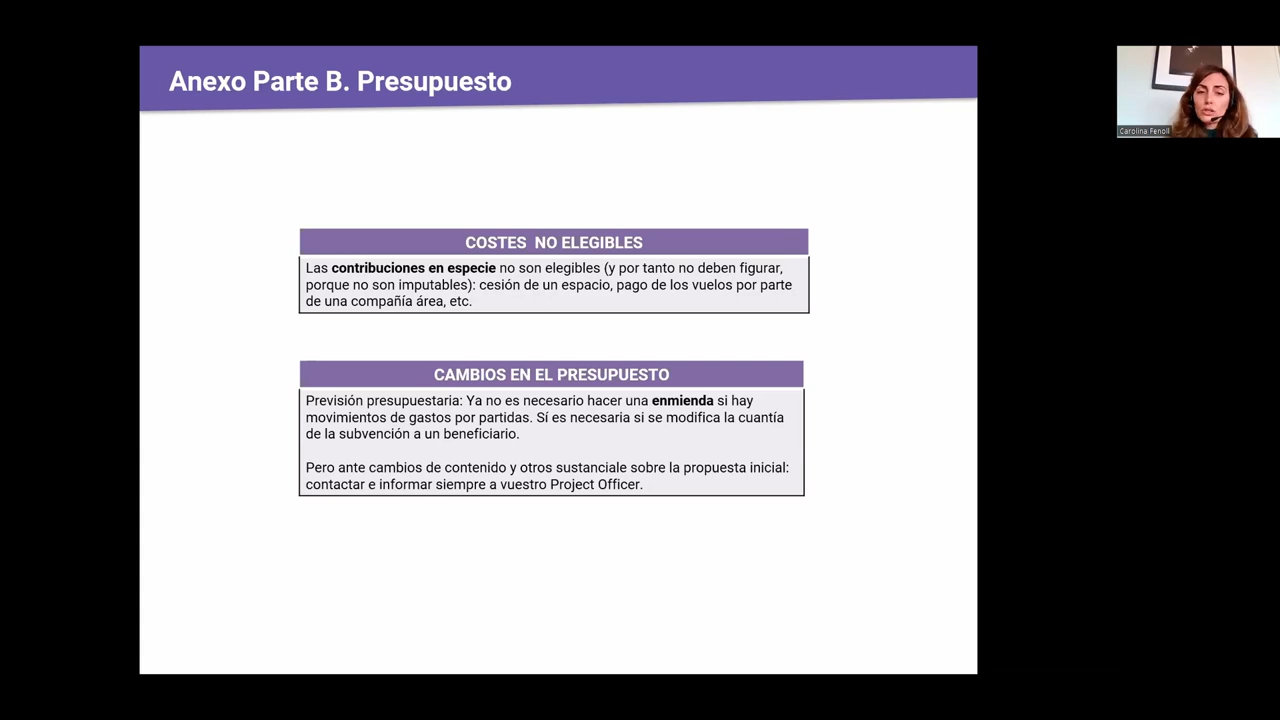 Anexo Parte B. Presupuesto
Carolina Fenoll
COSTES NO ELEGIBLES
Las contribuciones en especie no son elegibles (y por tanto no deben figurar,
porque no son imputables): cesión de un espacio, pago de los vuelos por parte
de una compañía área, etc.
CAMBIOS EN EL PRESUPUESTO
Previsión presupuestaria: Ya no es necesario hacer una enmienda si hay
movimientos de gastos por partidas. Sí es necesaria si se modifica la cuantía
de la subvención a un beneficiario.
Pero ante cambios de contenido y otros sustanciale sobre la propuesta inicial:
contactar e informar siempre a vuestro Project Officer.